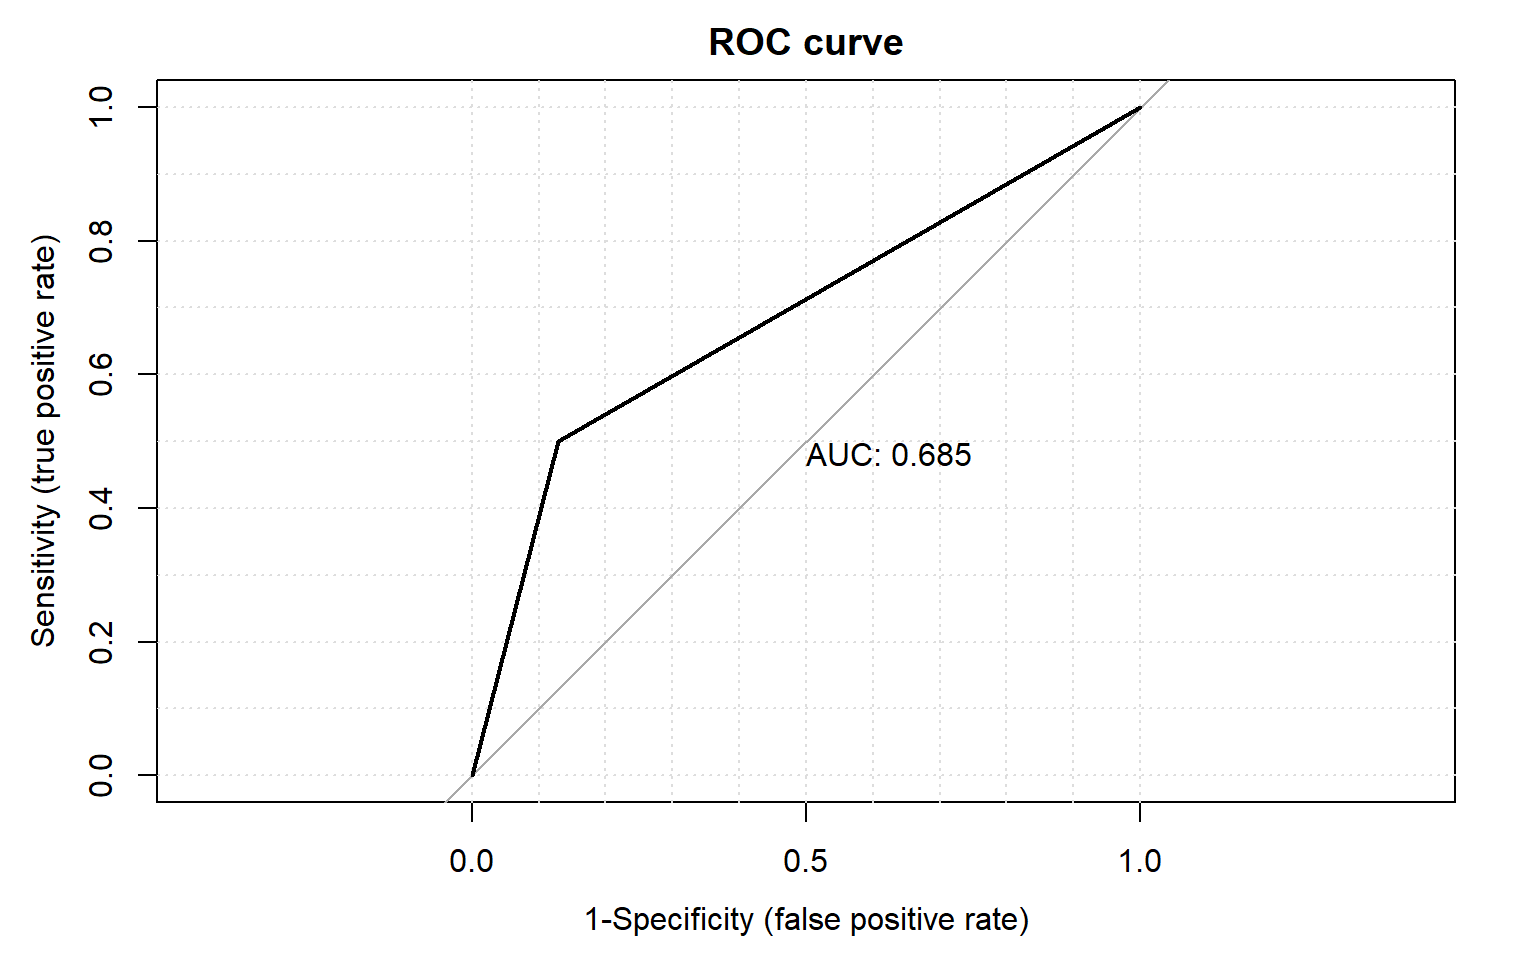 ROC curve
Sensitivity (true positive rate)
1.0
0.8
0.6
0.4
0.2
0.0
AUC: 0.685
0.0 0.5 1.0
1-Specificity (false positive rate)